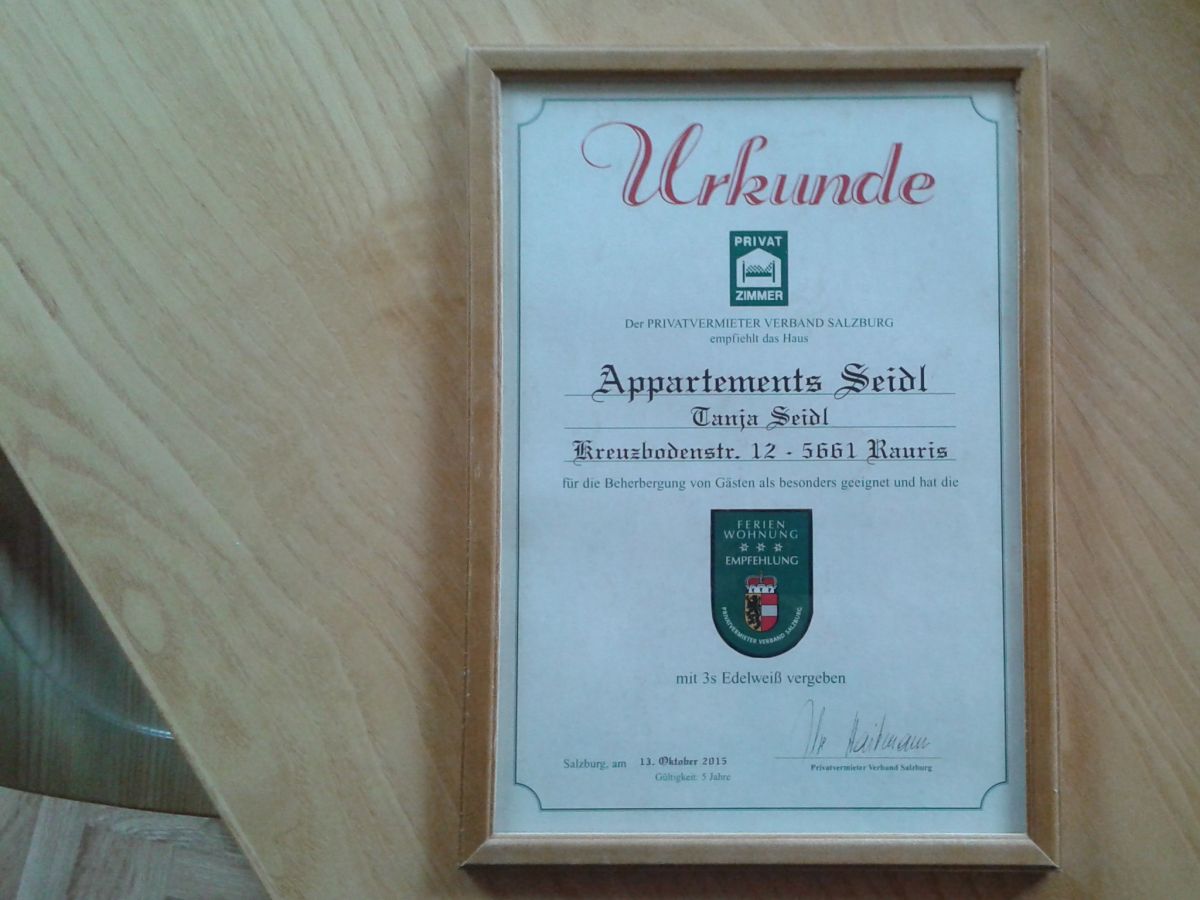 Urkunde
PRIVAT
ZIMMER
Der PRIVATVERMIETER VERBAND SALZBURG
empfiehlt das Haus
Appartements Seidl
Tanja Seidl
Kreuzbodenstr. 12 - 5661 Rauris
für die Beherbergung von Gästen als besonders geeignet und hat die
FERIEN
WOHNUNG
EMPFEHLUNG
PRIVATVERMIETER VERBAND SALZBURG
mit 3s Edelweiß vergeben
Salzburg, am 13. Oktober 2015
Gültigkeit: 5 Jahre
Privatvermieter Verband Salzburg